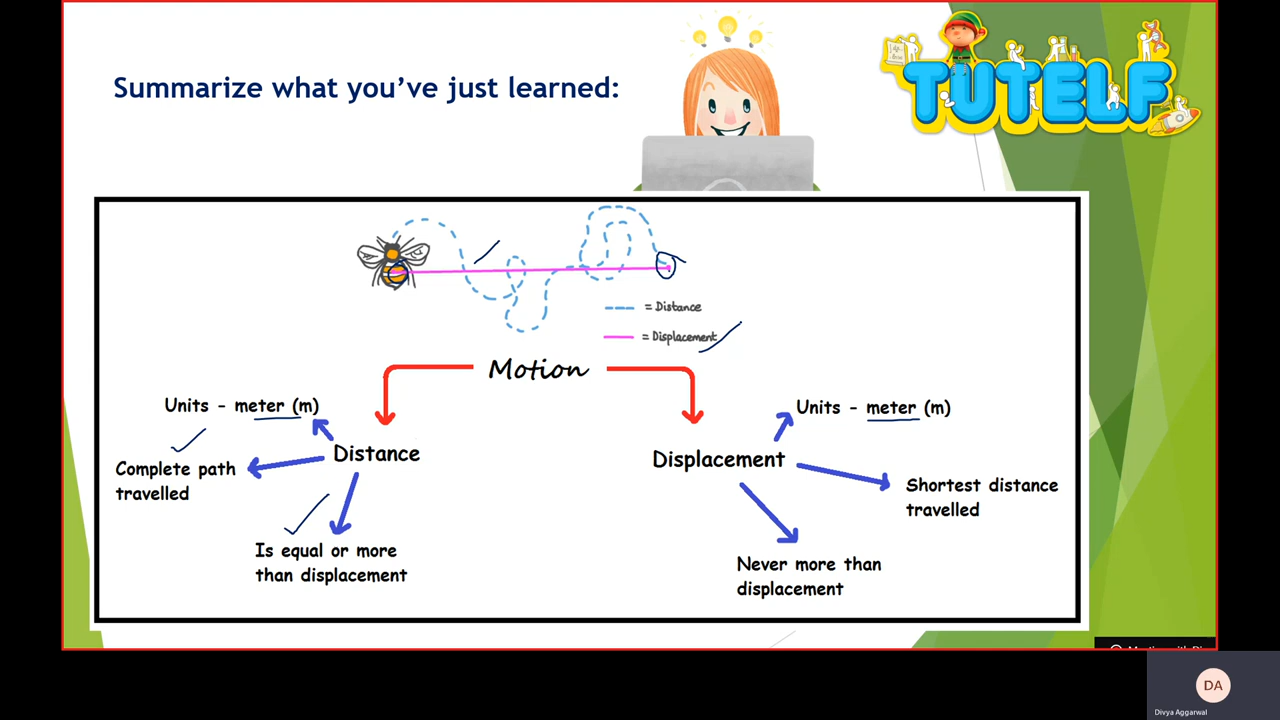 Summarize what you've just learned:
TUTELF
= Distance
= Displacement
Motion
Units - meter (m)
Distance
Complete path
travelled
Is equal or more
than displacement
Units - meter (m)
Displacement
Shortest distance
travelled
Never more than
displacement
DA
Divya Aggarwal